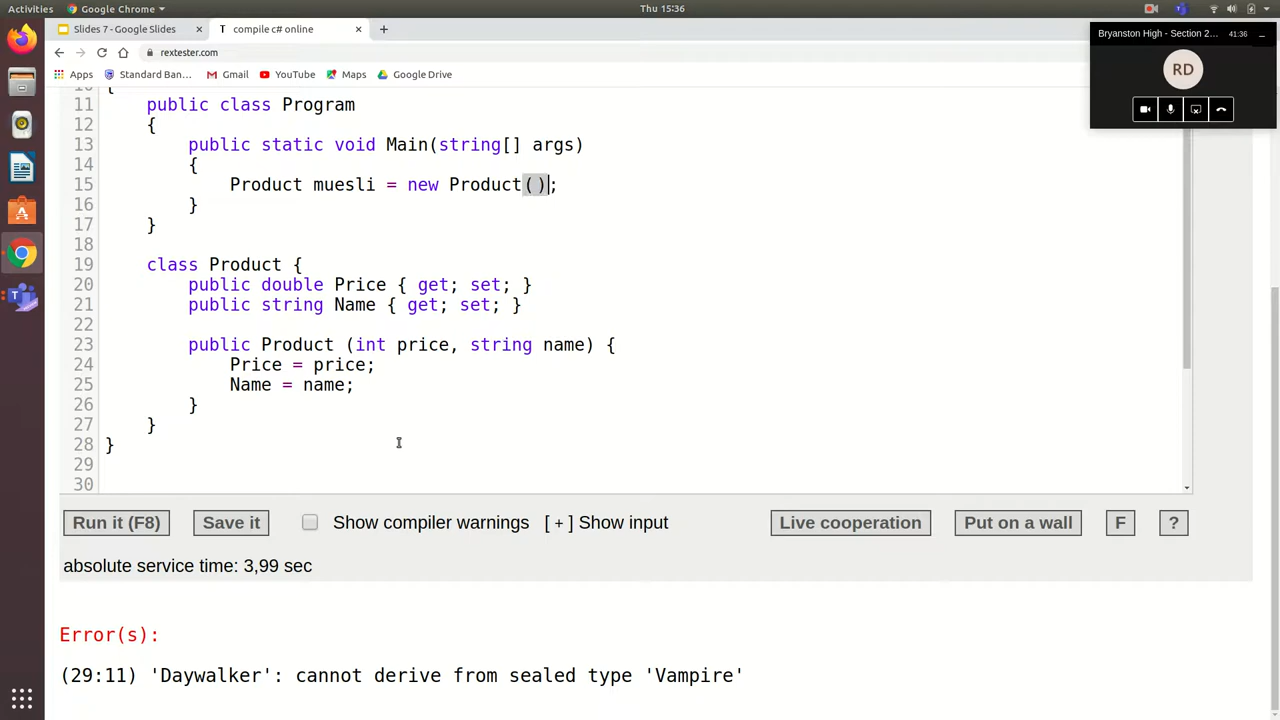 Activities
Google Chrome
Thu 15:36
Slides 7 - Google Slides
compile c# online
rextester.com
Apps
Standard Ban...
Gmail
YouTube
Maps
Google Drive
Bryanston High - Section 2...
41:36
RD
10 {
11 public class Program
12 {
13 public static void Main(string[] args)
14 {
15 Product muesli = new Product();
16 }
17 }
18
19 class Product {
20 public double Price { get; set; }
21 public string Name { get; set; }
22
23 public Product (int price, string name) {
24 Price = price;
25 Name = name;
26 }
27 }
28 }
29
30
Run it (F8)
Save it
Show compiler warnings
[ + ] Show input
Live cooperation
Put on a wall
F
?
absolute service time: 3,99 sec
Error(s):
(29:11) 'Daywalker': cannot derive from sealed type 'Vampire'